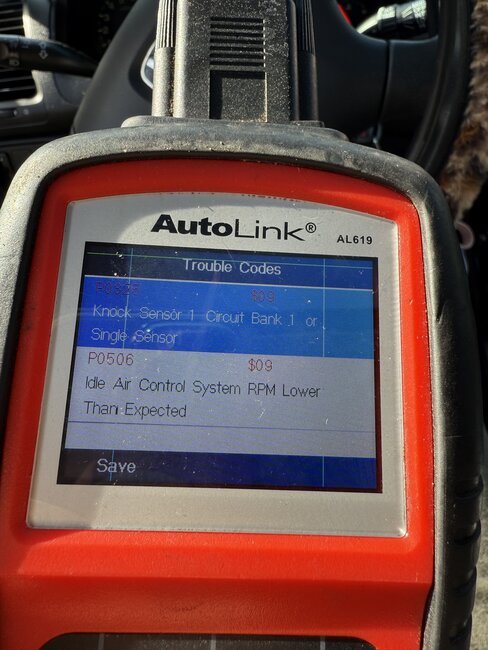 AutoLink®
AL619
Trouble Codes
P0325 $09
Knock Sensor 1 Circuit Bank 1 or
Single Sensor
P0506 $09
Idle Air Control System RPM Lower
Than Expected
Save